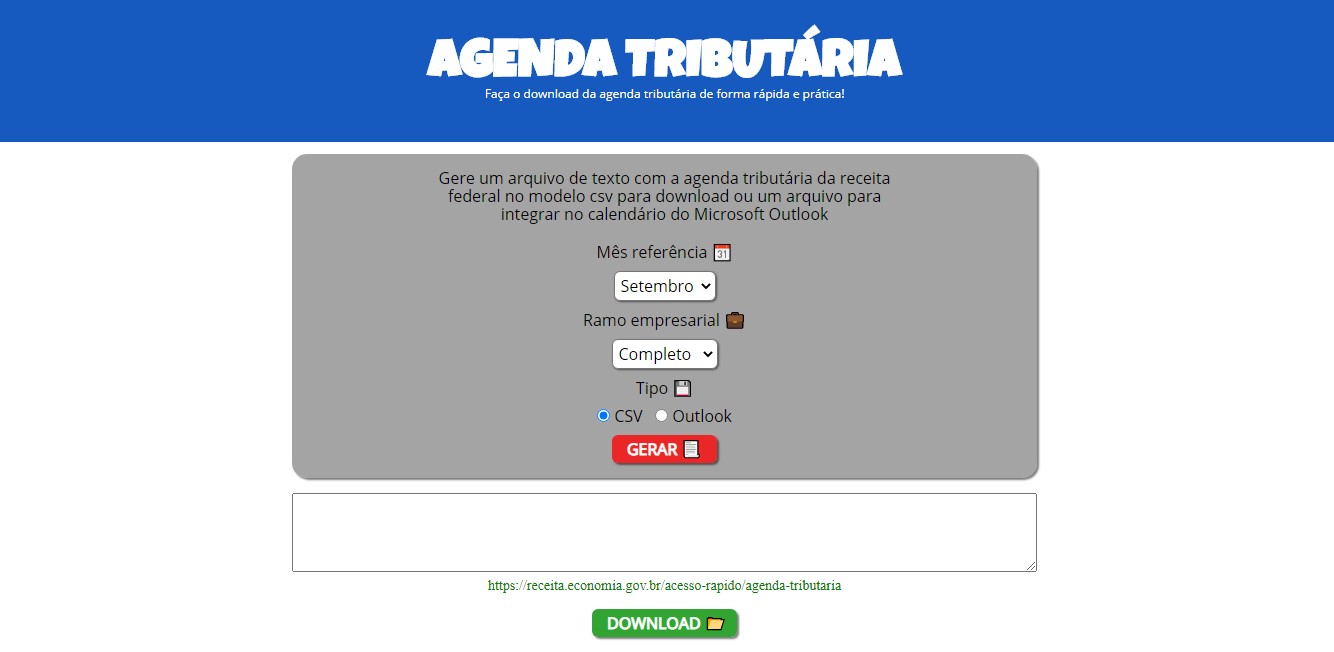 AGENDA TRIBUTÁRIA
Faça o download da agenda tributária de forma rápida e prática!
Gere um arquivo de texto com a agenda tributária da receita
federal no modelo csv para download ou um arquivo para
integrar no calendário do Microsoft Outlook
Mês referência 📅
Setembro
Ramo empresarial 💼
Completo
Tipo 💾
CSV Outlook
GERAR 📃
https://receita.economia.gov.br/acesso-rapido/agenda-tributaria
DOWNLOAD 📂